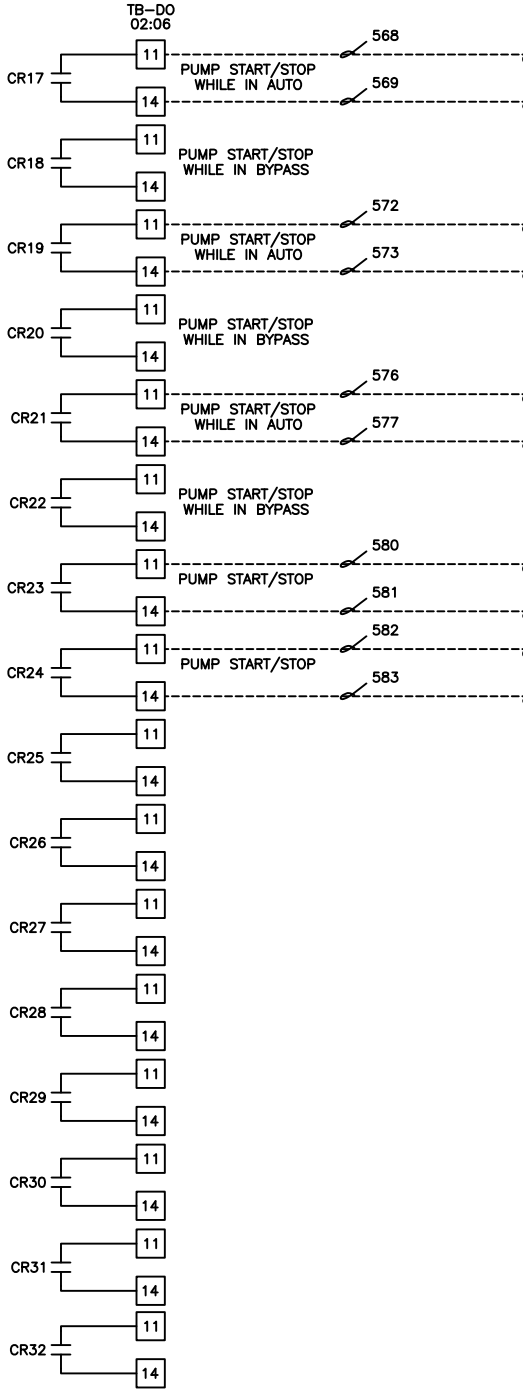 TB-DO
02:06
11
568
CR17
PUMP START/STOP
WHILE IN AUTO
14
569
11
CR18
PUMP START/STOP
WHILE IN BYPASS
14
11
572
CR19
PUMP START/STOP
WHILE IN AUTO
14
573
11
CR20
PUMP START/STOP
WHILE IN BYPASS
14
11
576
CR21
PUMP START/STOP
WHILE IN AUTO
14
577
11
CR22
PUMP START/STOP
WHILE IN BYPASS
14
11
580
CR23
PUMP START/STOP
14
581
11
582
CR24
PUMP START/STOP
14
583
11
CR25
14
11
CR26
14
11
CR27
14
11
CR28
14
11
CR29
14
11
CR30
14
11
CR31
14
11
CR32
14